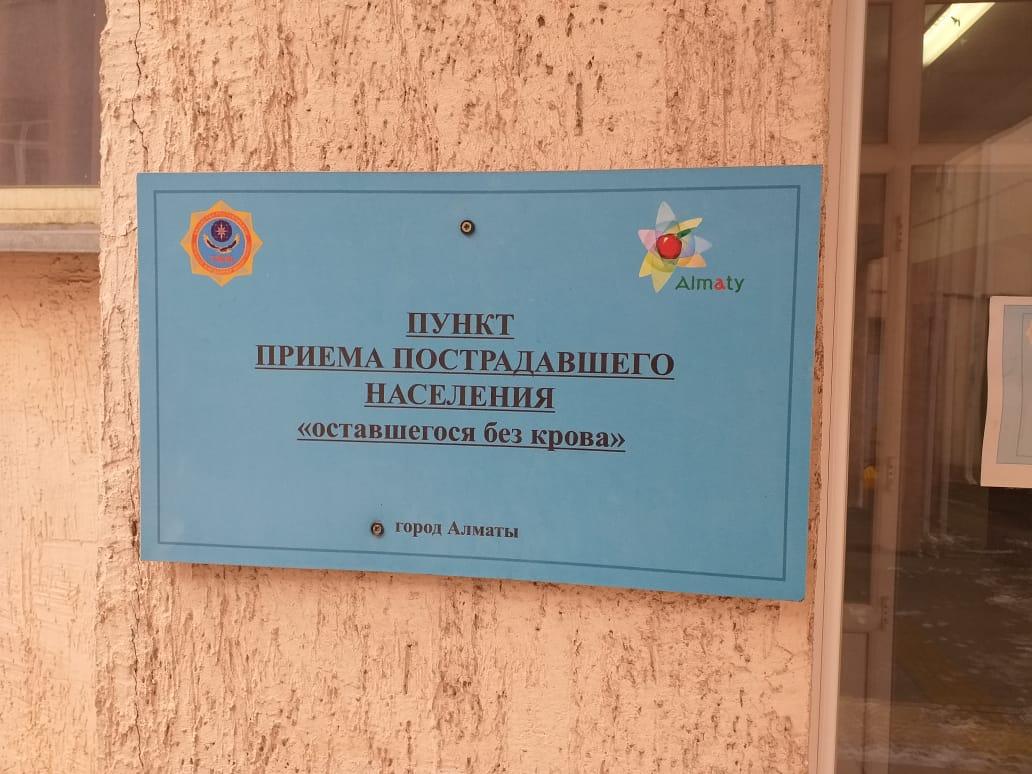 Almaty
ПУНКТ
ПРИЕМА ПОСТРАДАВШЕГО
НАСЕЛЕНИЯ
«оставшегося без крова»
город Алматы